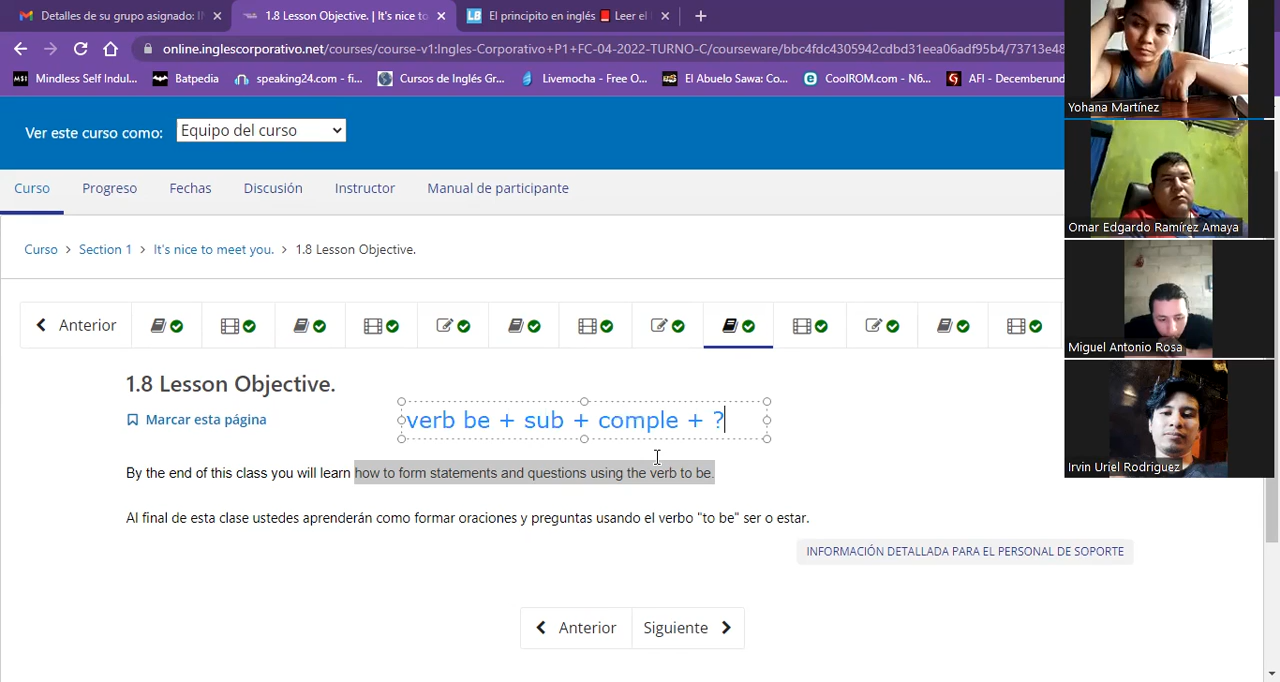 Detalles de su grupo asignado: I
1.8 Lesson Objective. | It's nice to
El principito en inglés 📕 Leer el l
online.inglescorporativo.net/courses/course-v1:Ingles-Corporativo+P1+FC-04-2022-TURNO-C/courseware/bbc4fdc4305942cdbd31eea06adf95b4/73713e48
Mindless Self Indul...
Batpedia
speaking24.com - fi...
Cursos de Inglés Gr...
Livemocha - Free O...
El Abuelo Sawa: Co...
CoolROM.com - N6...
AFI - Decemberund
Ver este curso como:
Equipo del curso
Curso
Progreso
Fechas
Discusión
Instructor
Manual de participante
Curso > Section 1 > It's nice to meet you. > 1.8 Lesson Objective.
Anterior
1.8 Lesson Objective.
Marcar esta página
verb be + sub + comple + ?
By the end of this class you will learn how to form statements and questions using the verb to be.
Al final de esta clase ustedes aprenderán como formar oraciones y preguntas usando el verbo "to be" ser o estar.
INFORMACIÓN DETALLADA PARA EL PERSONAL DE SOPORTE
Anterior
Siguiente
Yohana Martínez
Omar Edgardo Ramírez Amaya
Miguel Antonio Rosa
Irvin Uriel Rodriguez